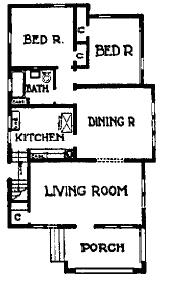 BED R.
C
BED R
C
BATH
DINING R
KITCHEN
LIVING ROOM
C
PORCH